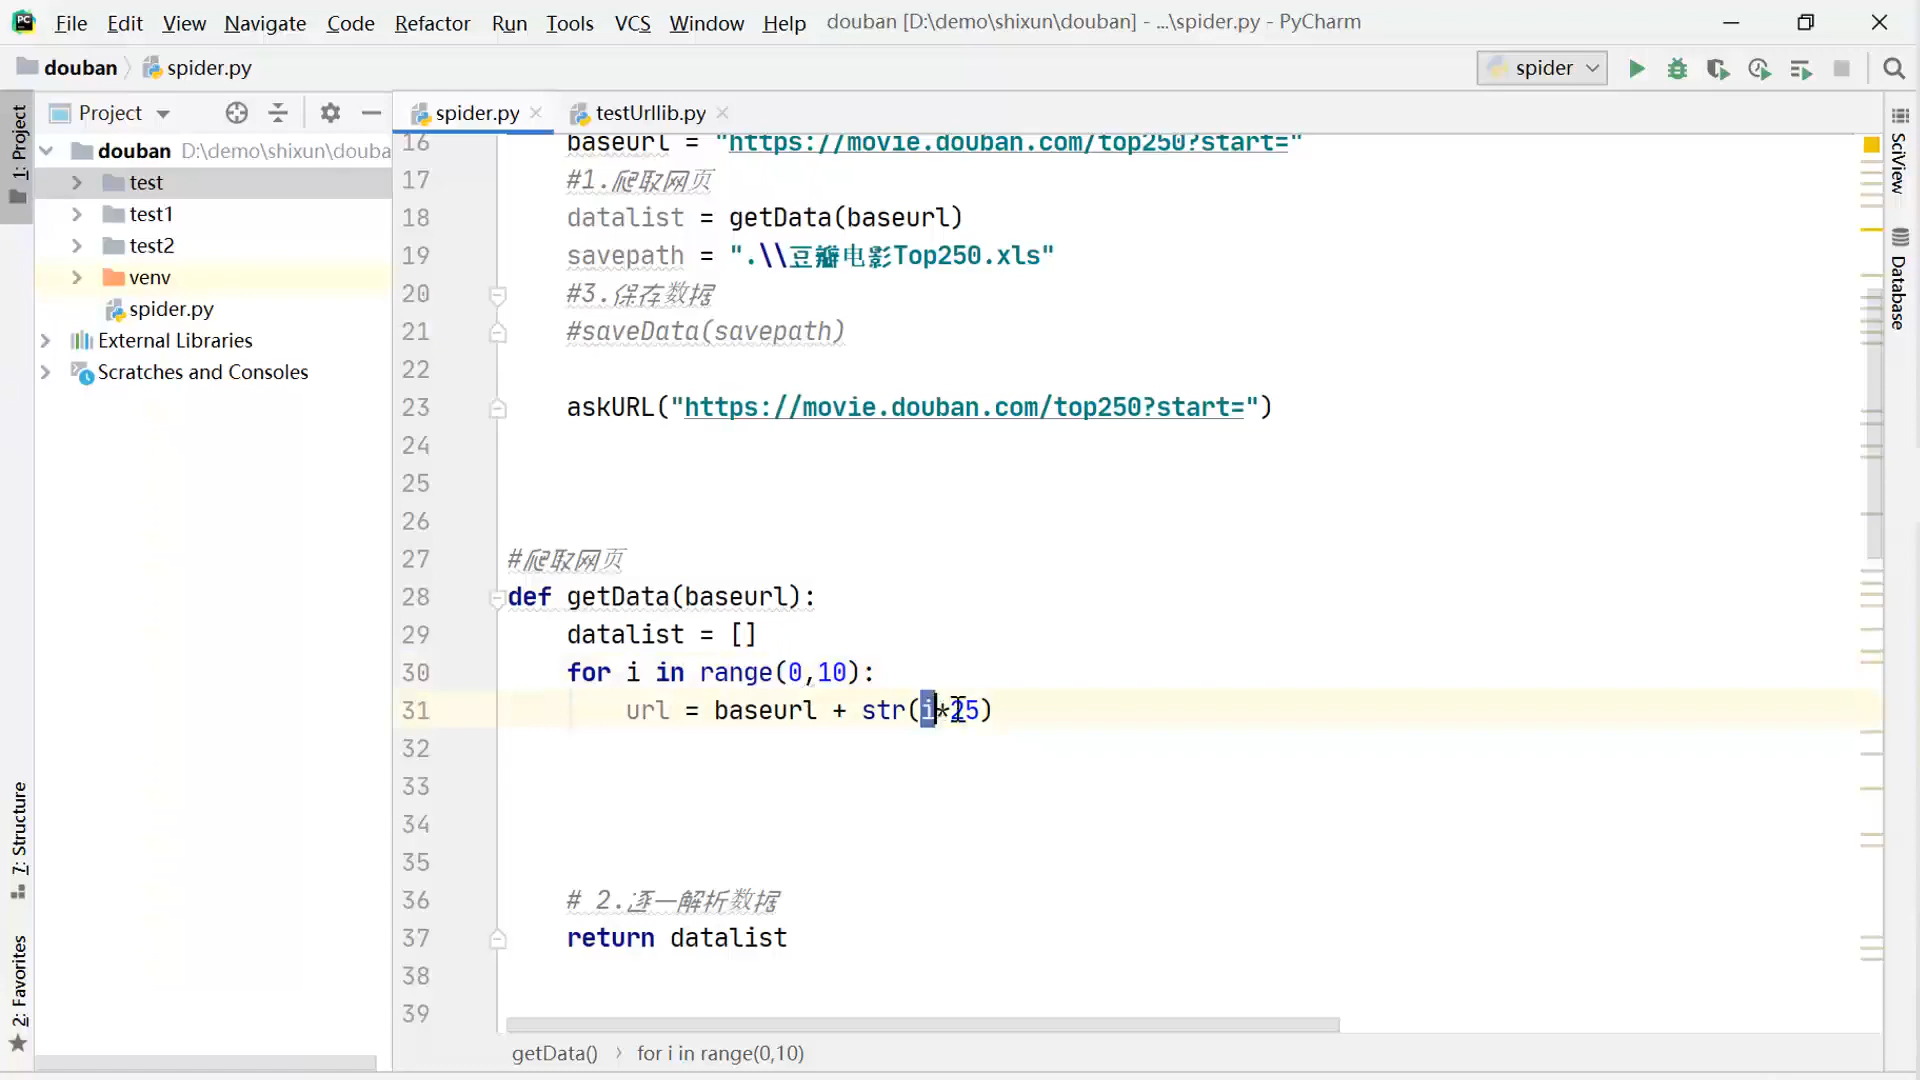 File Edit View Navigate Code Refactor Run Tools VCS Window Help douban [D:\demo\shixun\douban] - ...\spider.py - PyCharm
douban spider.py spider
1: Project
Project
douban D:\demo\shixun\douba
test
test1
test2
venv
spider.py
External Libraries
Scratches and Consoles
7: Structure
2: Favorites
spider.py testUrllib.py
16 baseurl = "https://movie.douban.com/top250?start="
17 #1.爬取网页
18 datalist = getData(baseurl)
19 savepath = ".\\豆瓣电影Top250.xls"
20 #3.保存数据
21 #saveData(savepath)
22
23 askURL("https://movie.douban.com/top250?start=")
24
25
26
27 #爬取网页
28 def getData(baseurl):
29 datalist = []
30 for i in range(0,10):
31 url = baseurl + str(i*25)
32
33
34
35
36 # 2.逐一解析数据
37 return datalist
38
39
getData() › for i in range(0,10)
SciView
Database